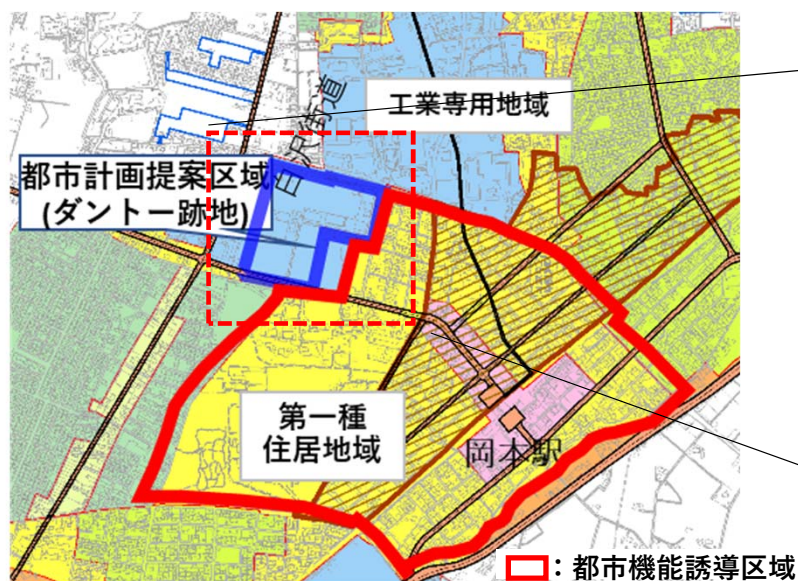 白沢街道
工業専用地域
都市計画提案区域
(ダントー跡地)
第一種
住居地域
岡本駅
：都市機能誘導区域